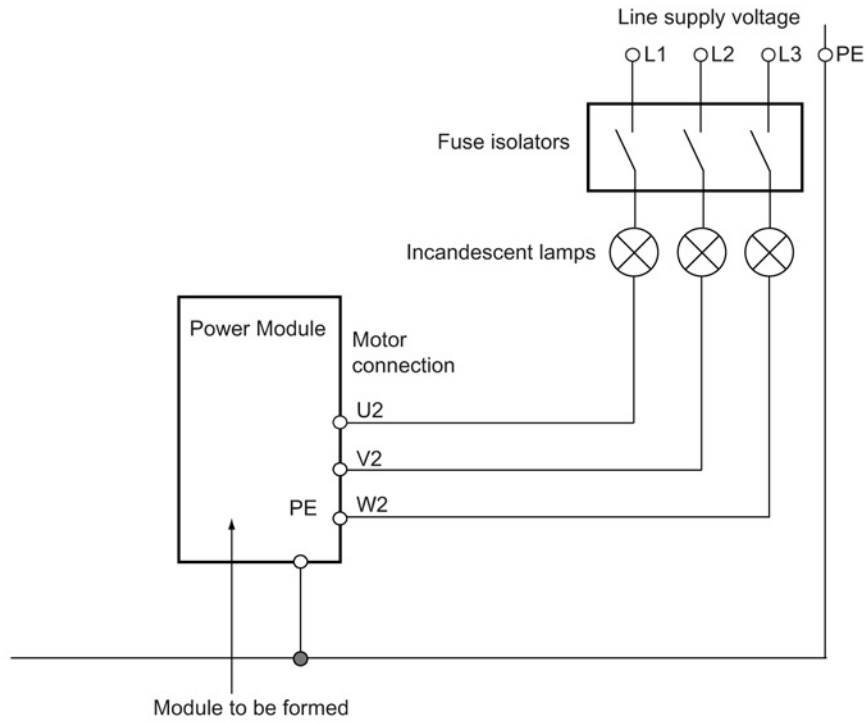 Line supply voltage
L1 L2 L3 PE
Fuse isolators
Incandescent lamps
Power Module
Motor
connection
U2
V2
PE W2
Module to be formed